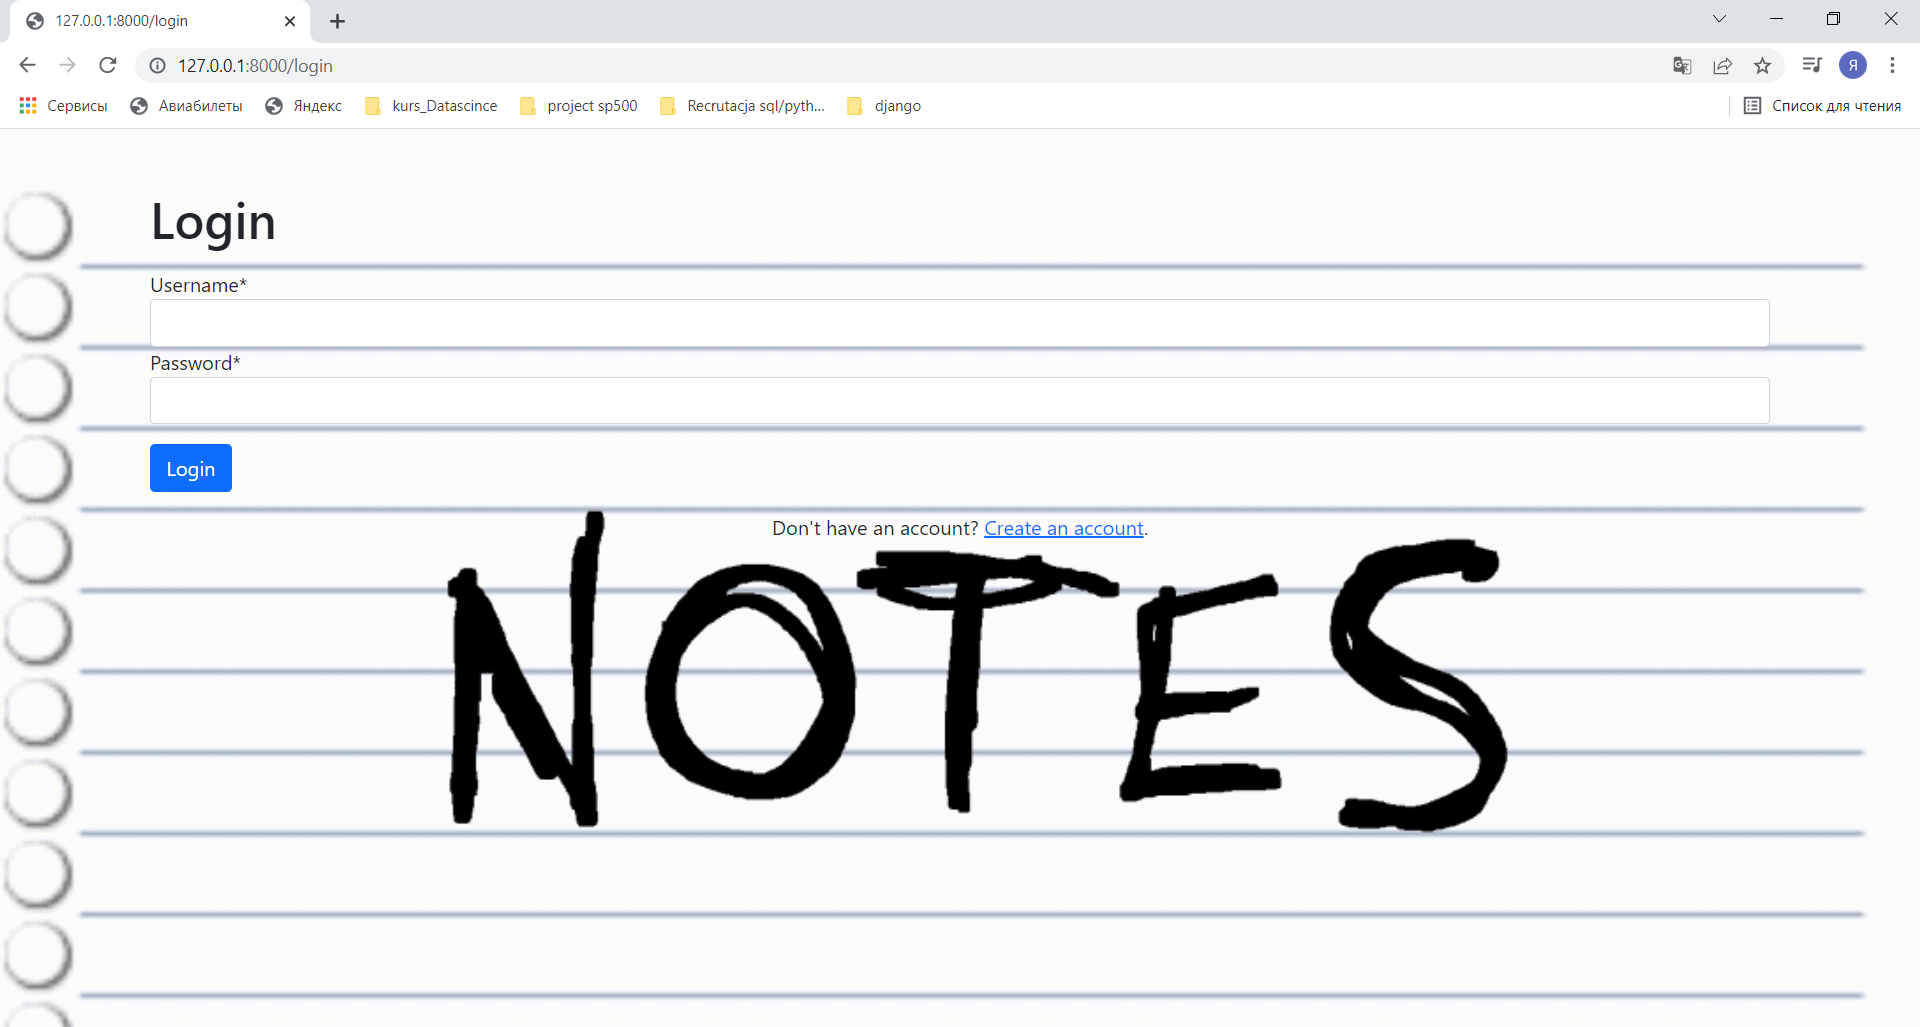 127.0.0.1:8000/login
127.0.0.1:8000/login
Я
Сервисы Авиабилеты Яндекс kurs_Datascince project sp500 Recrutacja sql/pyth... django Список для чтения
Login
Username*
Password*
Login
Don't have an account? Create an account.
NOTES